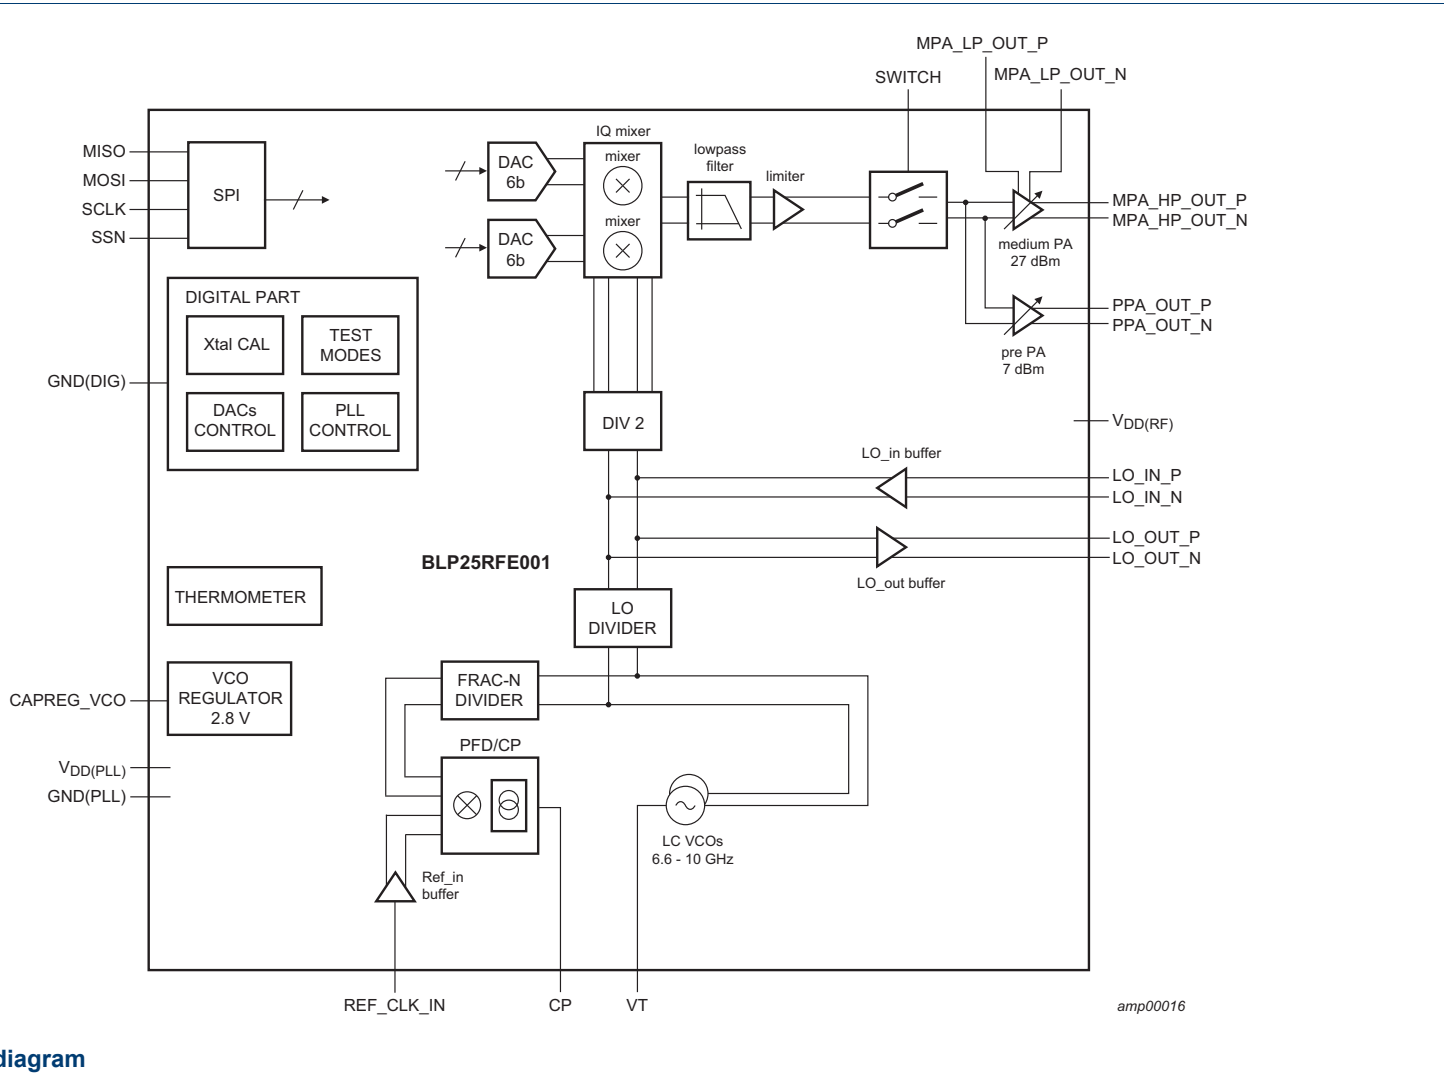 MPA_LP_OUT_P
SWITCH
MPA_LP_OUT_N
MISO
MOSI
SCLK
SSN
SPI
DAC
6b
DAC
6b
IQ mixer
mixer
mixer
lowpass
filter
limiter
MPA_HP_OUT_P
MPA_HP_OUT_N
medium PA
27 dBm
PPA_OUT_P
PPA_OUT_N
pre PA
7 dBm
DIGITAL PART
Xtal CAL
TEST
MODES
DACs
CONTROL
PLL
CONTROL
GND(DIG)
DIV 2
VDD(RF)
LO_in buffer
LO_IN_P
LO_IN_N
LO_OUT_P
LO_OUT_N
LO_out buffer
BLP25RFE001
THERMOMETER
LO
DIVIDER
CAPREG_VCO
VCO
REGULATOR
2.8 V
FRAC-N
DIVIDER
PFD/CP
VDD(PLL)
GND(PLL)
LC VCOs
6.6 - 10 GHz
Ref_in
buffer
REF_CLK_IN
CP
VT
amp00016
diagram